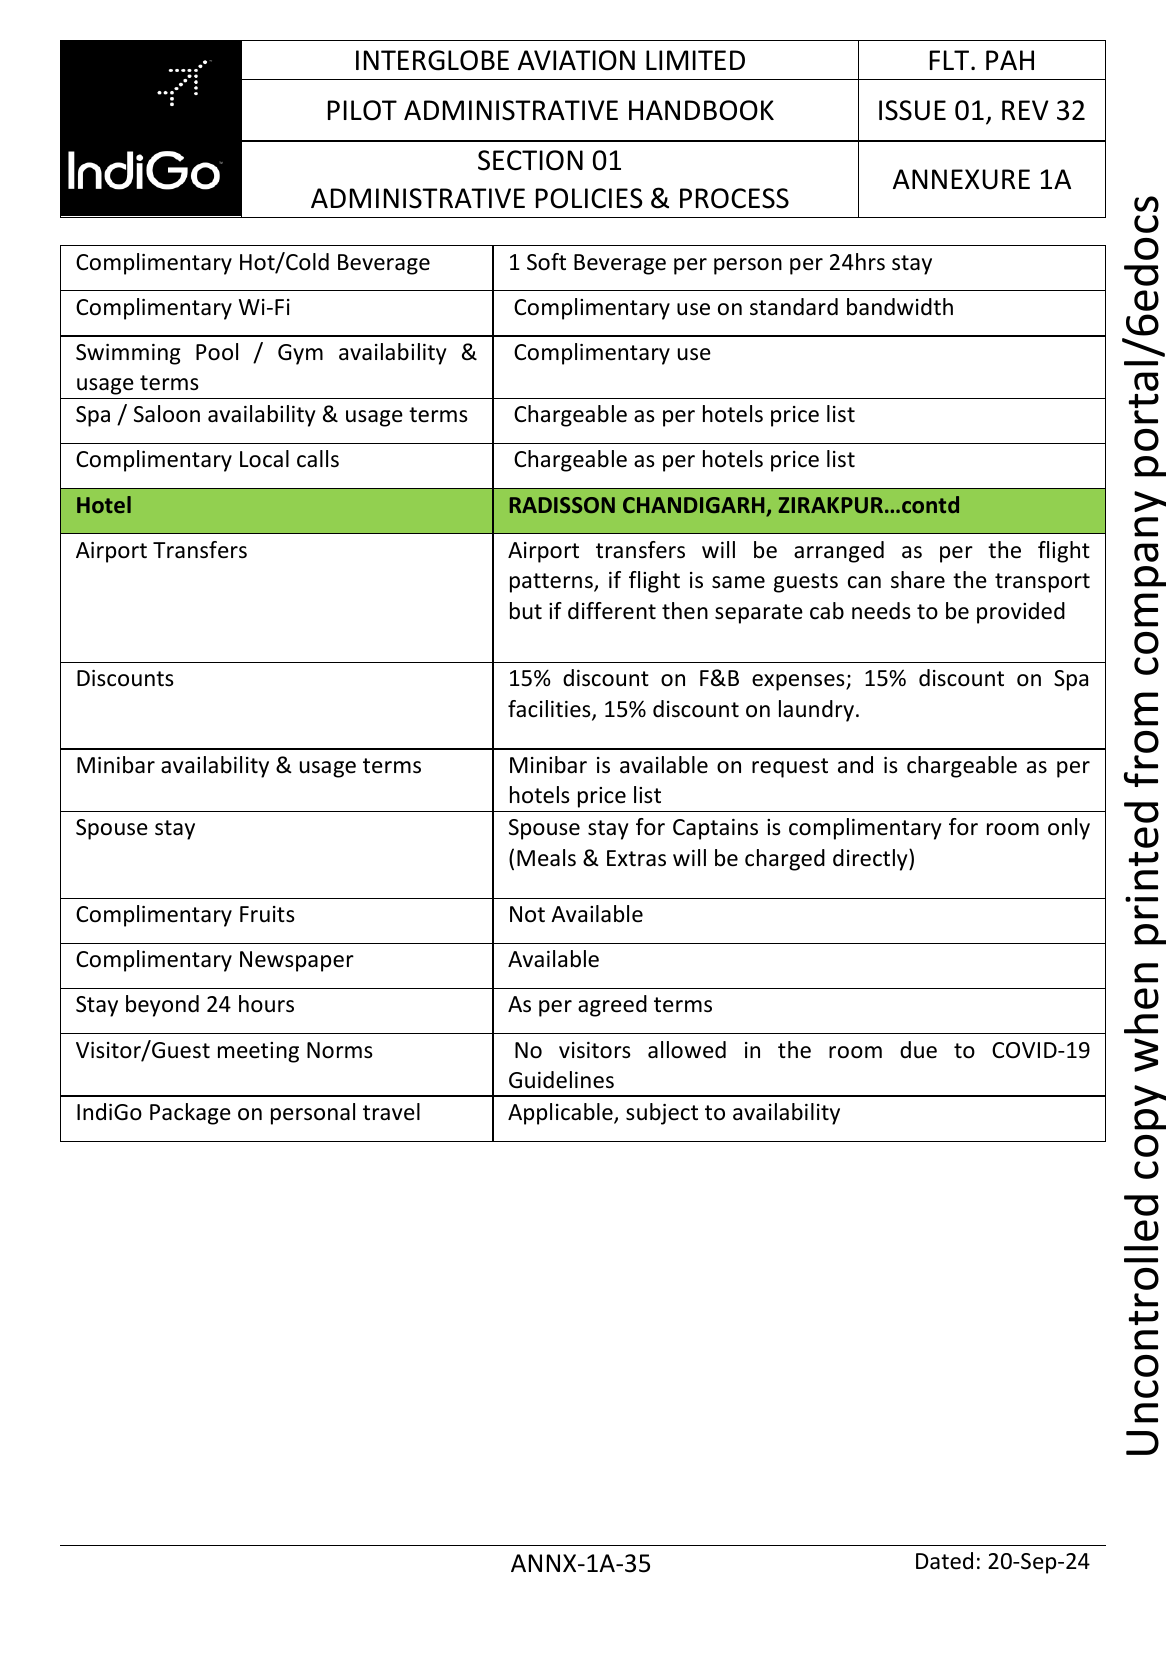 IndiGo
INTERGLOBE AVIATION LIMITED
FLT. PAH
PILOT ADMINISTRATIVE HANDBOOK
ISSUE 01, REV 32
SECTION 01
ADMINISTRATIVE POLICIES & PROCESS
ANNEXURE 1A
Complimentary Hot/Cold Beverage
1 Soft Beverage per person per 24hrs stay
Complimentary Wi-Fi
Complimentary use on standard bandwidth
Swimming Pool / Gym availability &
usage terms
Complimentary use
Spa / Saloon availability & usage terms
Chargeable as per hotels price list
Complimentary Local calls
Chargeable as per hotels price list
Hotel
RADISSON CHANDIGARH, ZIRAKPUR...contd
Airport Transfers
Airport transfers will be arranged as per the flight
patterns, if flight is same guests can share the transport
but if different then separate cab needs to be provided
Discounts
15% discount on F&B expenses; 15% discount on Spa
facilities, 15% discount on laundry.
Minibar availability & usage terms
Minibar is available on request and is chargeable as per
hotels price list
Spouse stay
Spouse stay for Captains is complimentary for room only
(Meals & Extras will be charged directly)
Complimentary Fruits
Not Available
Complimentary Newspaper
Available
Stay beyond 24 hours
As per agreed terms
Visitor/Guest meeting Norms
No visitors allowed in the room due to COVID-19
Guidelines
IndiGo Package on personal travel
Applicable, subject to availability
Uncontrolled copy when printed from company portal/6edocs
ANNX-1A-35
Dated: 20-Sep-24